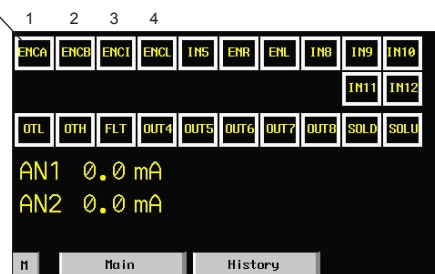 1 2 3 4
ENCA ENCB ENCI ENCL IN5 ENR ENL IN8 IN9 IN10
IN11 IN12
OTL OTH FLT OUT4 OUT5 OUT6 OUT7 OUT8 SOLD SOLU
AN1 0.0 mA
AN2 0.0 mA
M Main History